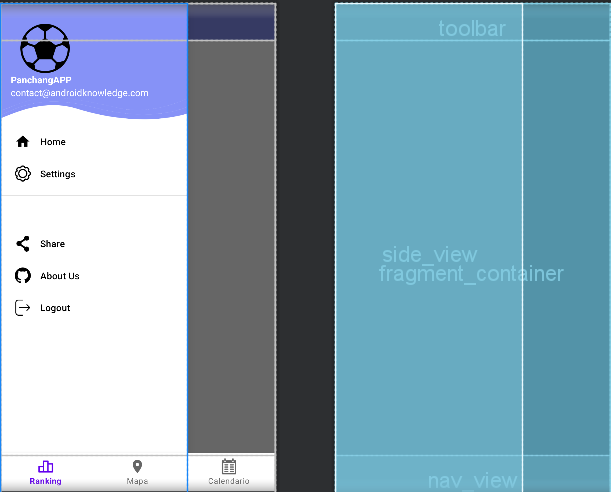 PanchangAPP
contact@androidknowledge.com
Home
Settings
Share
About Us
Logout
Ranking
Mapa
Calendario
toolbar
side_view
fragment_container
nav_view